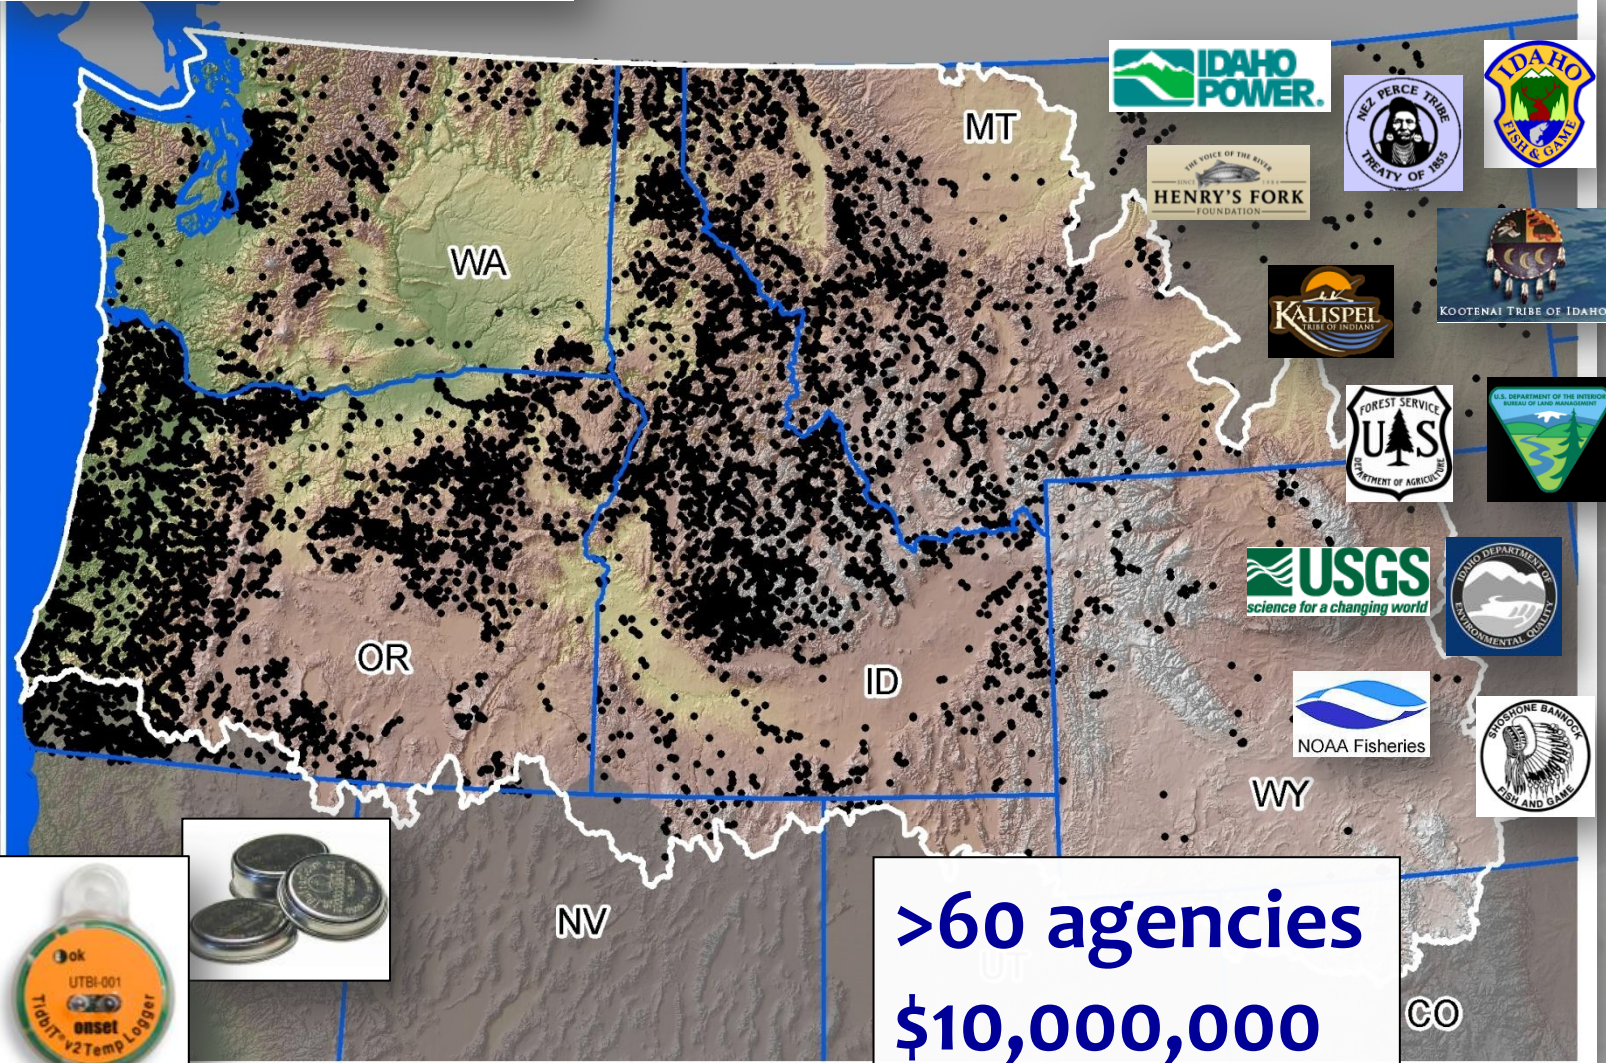 IDAHO
POWER.
NEZ PERCE TRIBE
TREATY OF 1855
IDAHO
FISH & GAME
MT
THE VOICE OF THE RIVER
HENRY'S FORK
FOUNDATION
WA
KALISPEL
TRIBE OF INDIANS
KOOTENAI TRIBE OF IDAHO
FOREST SERVICE
US
DEPARTMENT OF AGRICULTURE
U.S. DEPARTMENT OF THE INTERIOR
BUREAU OF LAND MANAGEMENT
USGS
science for a changing world
IDAHO DEPARTMENT OF
ENVIRONMENTAL QUALITY
OR
ID
NOAA Fisheries
SHOSHONE BANNOCK
FISH AND GAME
WY
NV
>60 agencies
$10,000,000
UT
CO
ok
UTBI-001
onset
TidbiT® v2 Temp Logger